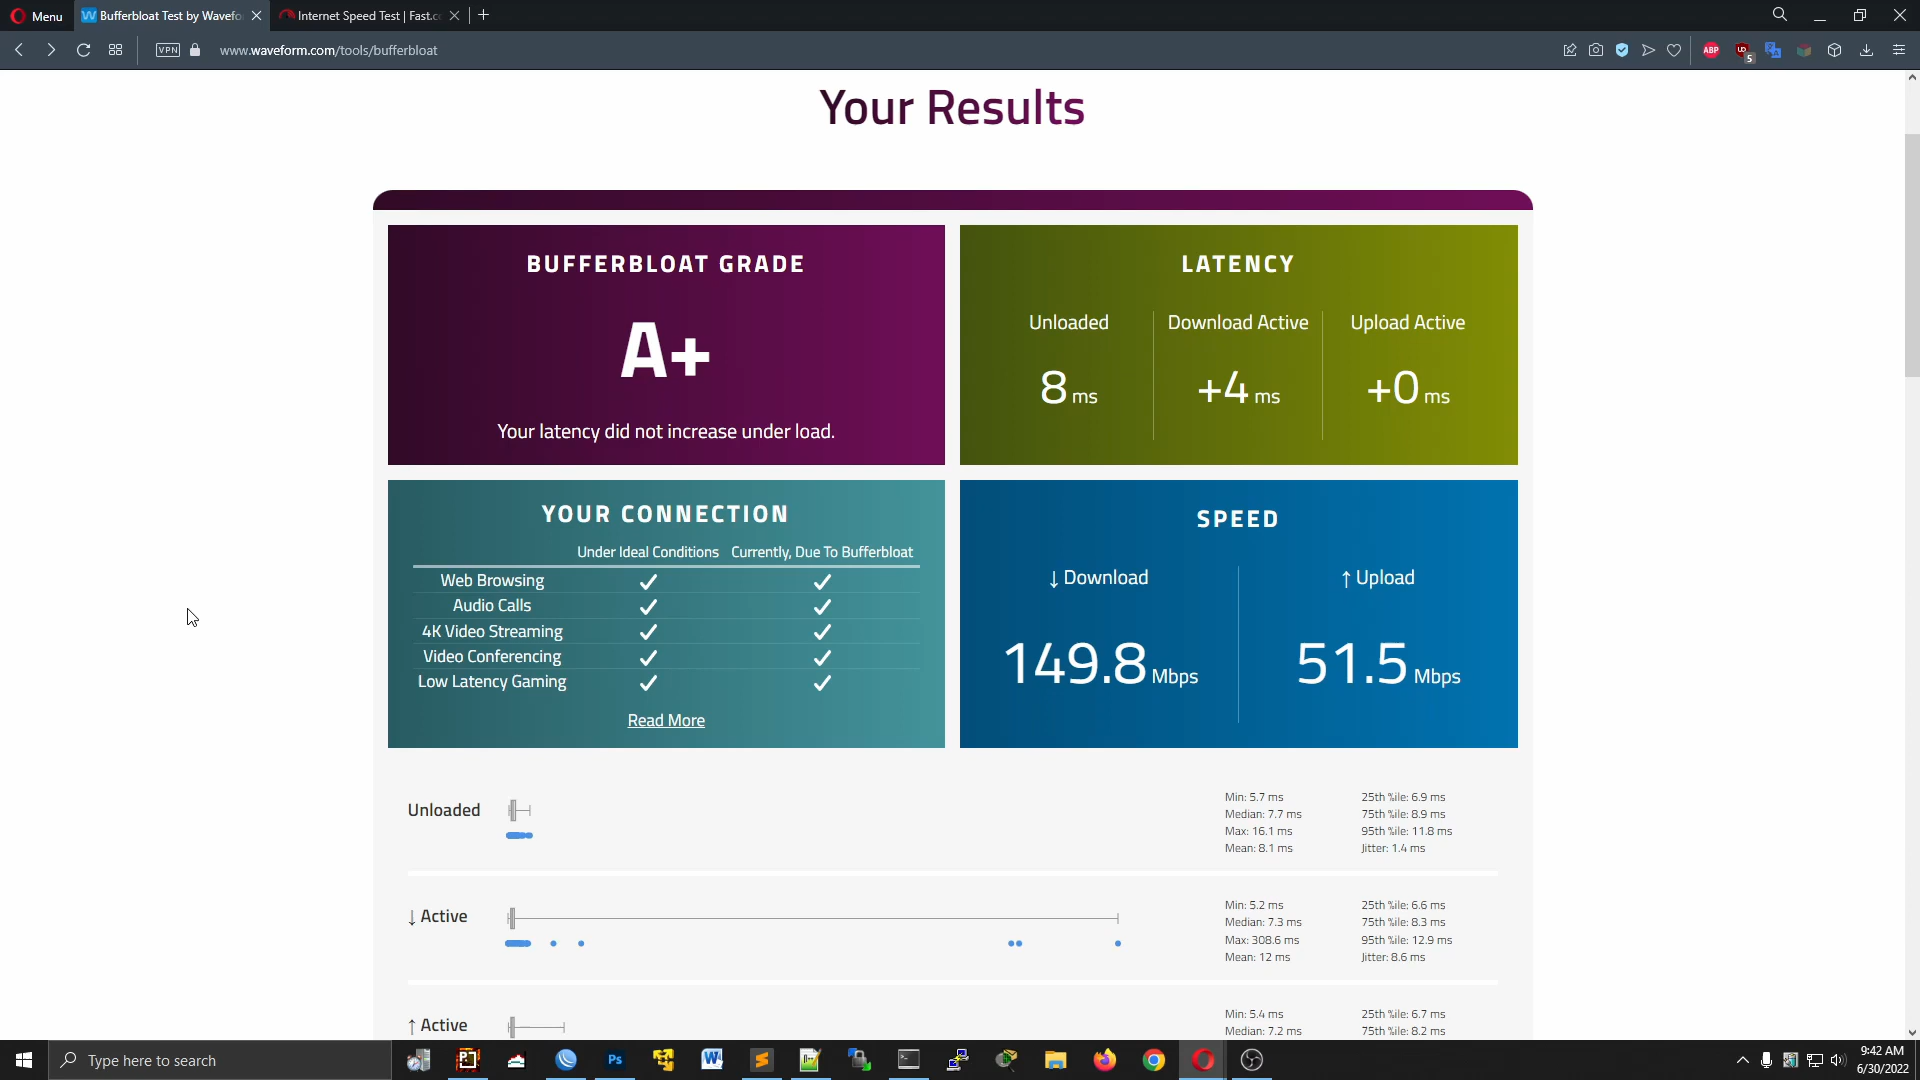 Menu
Bufferbloat Test by Wavefo
Internet Speed Test | Fast.c
VPN
www.waveform.com/tools/bufferbloat
ABP
5
Your Results
BUFFERBLOAT GRADE
A+
Your latency did not increase under load.
LATENCY
Unloaded Download Active Upload Active
8 ms +4 ms +0 ms
YOUR CONNECTION
Under Ideal Conditions Currently, Due To Bufferbloat
Web Browsing
Audio Calls
4K Video Streaming
Video Conferencing
Low Latency Gaming
Read More
SPEED
↓ Download ↑ Upload
149.8 Mbps 51.5 Mbps
Unloaded
Min: 5.7 ms 25th %ile: 6.9 ms
Median: 7.7 ms 75th %ile: 8.9 ms
Max: 16.1 ms 95th %ile: 11.8 ms
Mean: 8.1 ms Jitter: 1.4 ms
↓ Active
Min: 5.2 ms 25th %ile: 6.6 ms
Median: 7.3 ms 75th %ile: 8.3 ms
Max: 308.6 ms 95th %ile: 12.9 ms
Mean: 12 ms Jitter: 8.6 ms
↑ Active
Min: 5.4 ms 25th %ile: 6.7 ms
Median: 7.2 ms 75th %ile: 8.2 ms
Type here to search
Ps
9:42 AM
6/30/2022